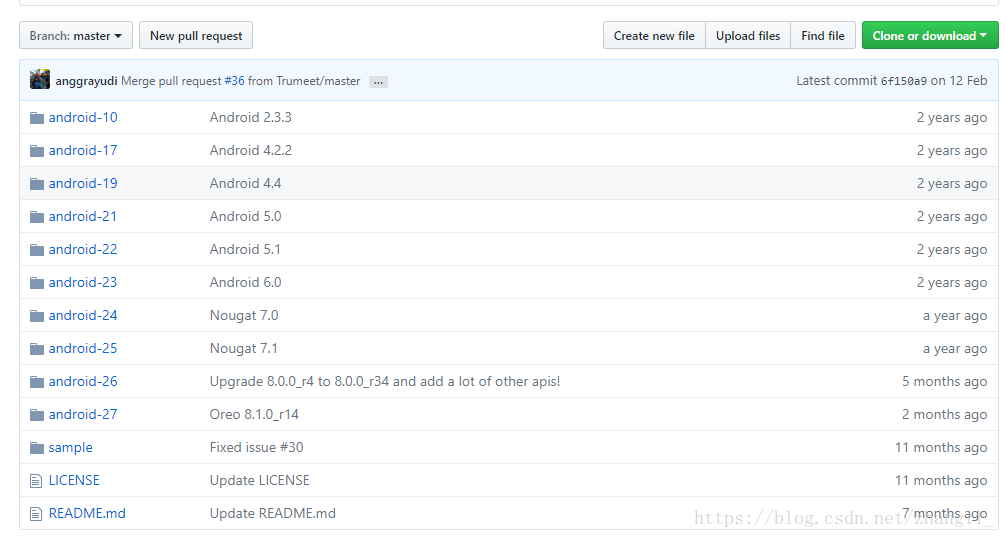 Branch: master New pull request Create new file Upload files Find file Clone or download
anggrayudi Merge pull request #36 from Trumeet/master ... Latest commit 6f150a9 on 12 Feb
android-10 Android 2.3.3 2 years ago
android-17 Android 4.2.2 2 years ago
android-19 Android 4.4 2 years ago
android-21 Android 5.0 2 years ago
android-22 Android 5.1 2 years ago
android-23 Android 6.0 2 years ago
android-24 Nougat 7.0 a year ago
android-25 Nougat 7.1 a year ago
android-26 Upgrade 8.0.0_r4 to 8.0.0_r34 and add a lot of other apis! 5 months ago
android-27 Oreo 8.1.0_r14 2 months ago
sample Fixed issue #30 11 months ago
LICENSE Update LICENSE 11 months ago
README.md Update README.md 7 months ago